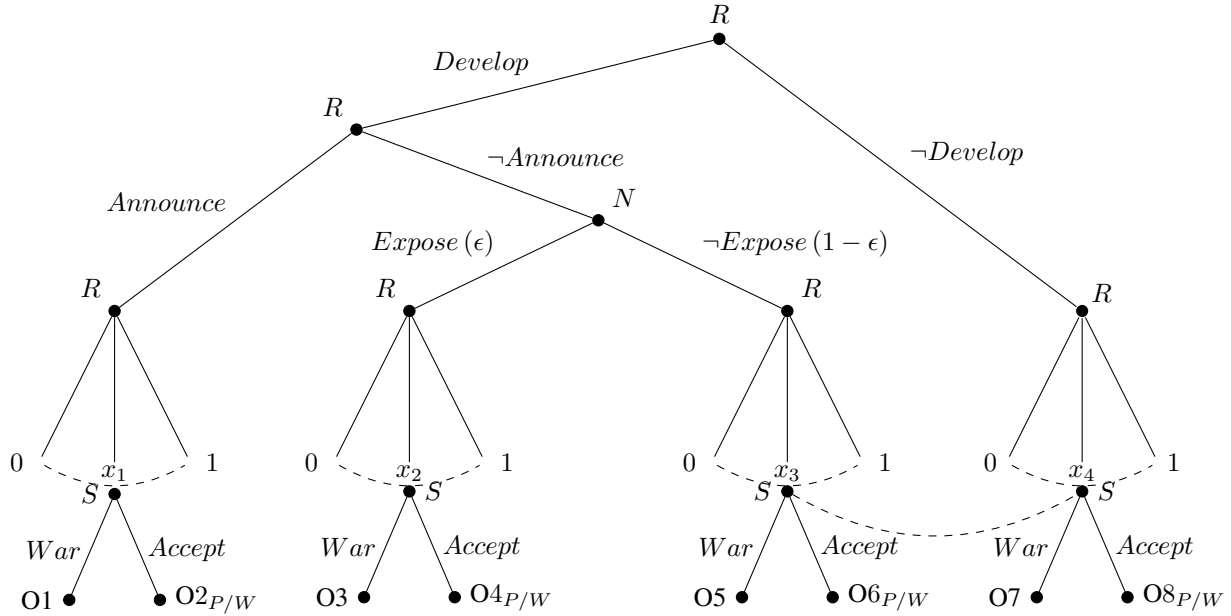 R
Develop
R
¬Develop
¬Announce
Announce
N
Expose (ϵ)
¬Expose (1 − ϵ)
R R R R
0 x₁ 1 0 x₂ 1 0 x₃ 1 0 x₄ 1
S S S S
War Accept War Accept War Accept War Accept
O1 O2P/W O3 O4P/W O5 O6P/W O7 O8P/W